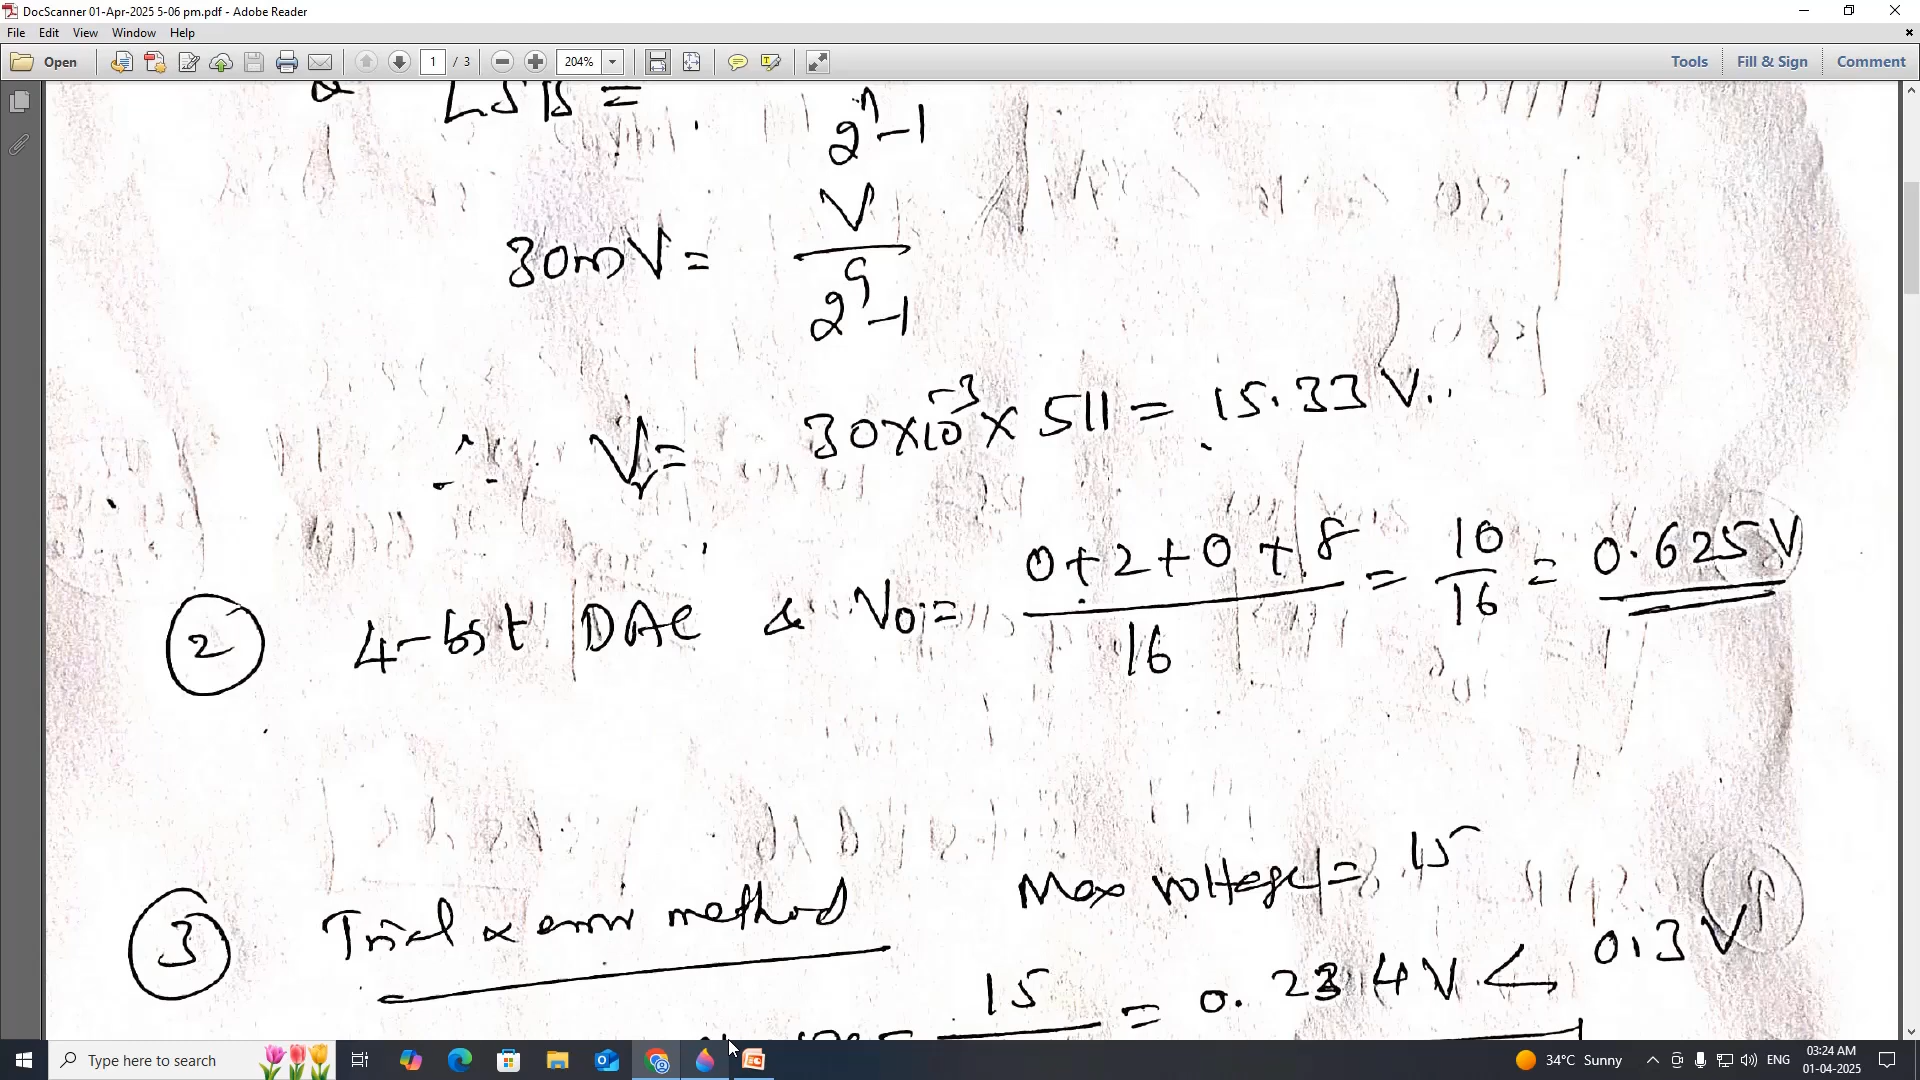 DocScanner 01-Apr-2025 5-06 pm.pdf - Adobe Reader
File Edit View Window Help
Open 1 / 3 204% Tools Fill & Sign Comment
LSB =
2^n-1
30mV = V / 2^9-1
∴ V = 30×10^-3 × 511 = 15.33 V.
② 4-bit DAC & V0 = 0+2+0+8 / 16 = 10/16 = 0.625V
③ Trial & error method Max voltage = 15
15 = 0.234V < 0.3V
Type here to search 34°C Sunny ENG 03:24 AM
01-04-2025